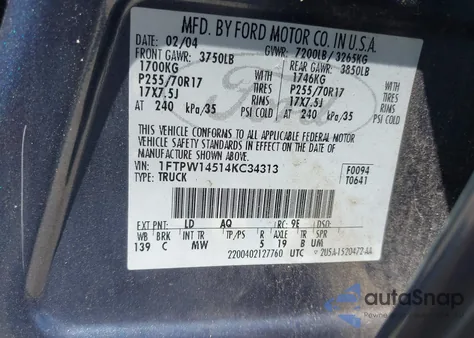 MFD. BY FORD MOTOR CO. IN U.S.A.
DATE: 02/04 GVWR: 7200LB/ 3265KG
FRONT GAWR: 3750LB REAR GAWR: 3850LB
1700KG WITH 1746KG WITH
P255/70R17 TIRES P255/70R17 TIRES
17X7.5J RIMS 17X7.5J RIMS
AT 240 kPa/35 PSI COLD AT 240 kPa/35 PSI COLD
THIS VEHICLE CONFORMS TO ALL APPLICABLE FEDERAL MOTOR
VEHICLE SAFETY STANDARDS IN EFFECT ON THE DATE OF MANUFACTURE
SHOWN ABOVE.
VIN: 1FTPW14514KC34313 F0094
TYPE: TRUCK T0641
EXT PNT: LD AQ RC: 9E DSO:
WB BRK INT TR TP/PS R AXLE TR B
139 C MW 5 19 B UM
2200402127760 UTC
Ford
autoSnap